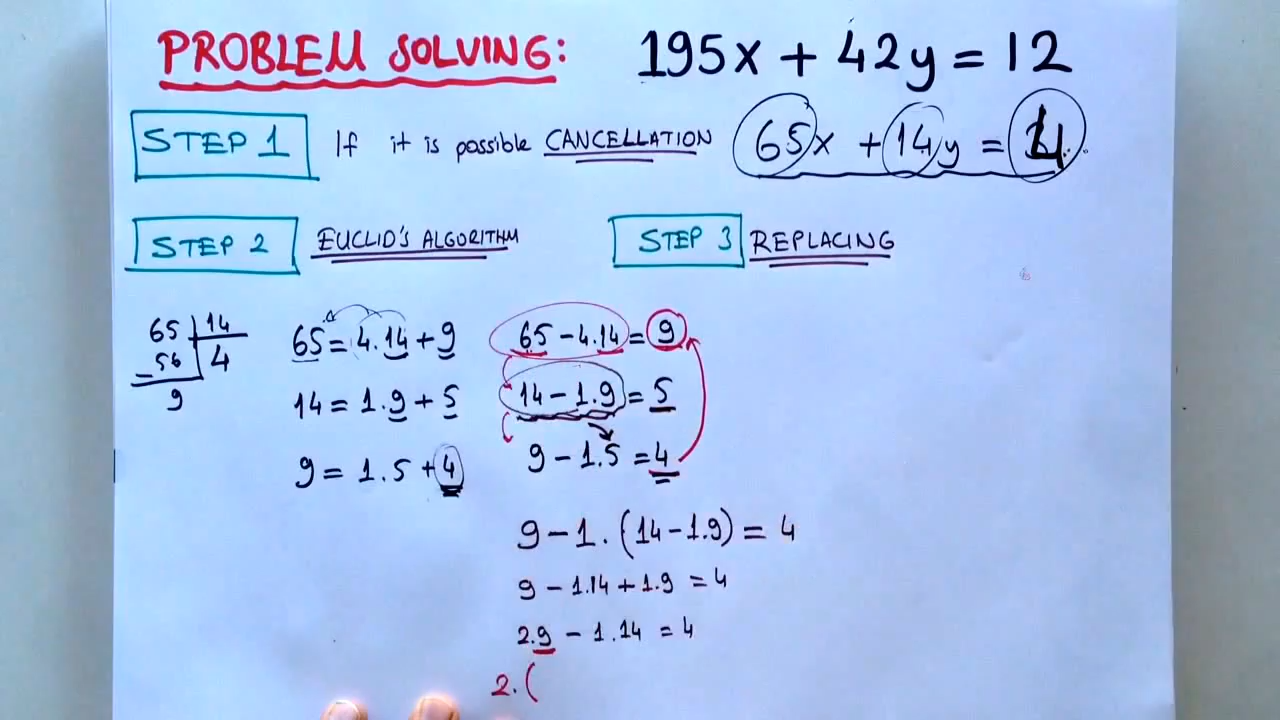 PROBLEM SOLVING: 195x + 42y = 12
STEP 1 If it is possible CANCELLATION 65x + 14y = 4
STEP 2 EUCLID'S ALGORITHM
STEP 3 REPLACING
65 14
-56 4
9
65 = 4.14 + 9
14 = 1.9 + 5
9 = 1.5 + 4
65 - 4.14 = 9
14 - 1.9 = 5
9 - 1.5 = 4
9 - 1.(14 - 1.9) = 4
9 - 1.14 + 1.9 = 4
2.9 - 1.14 = 4
2.(